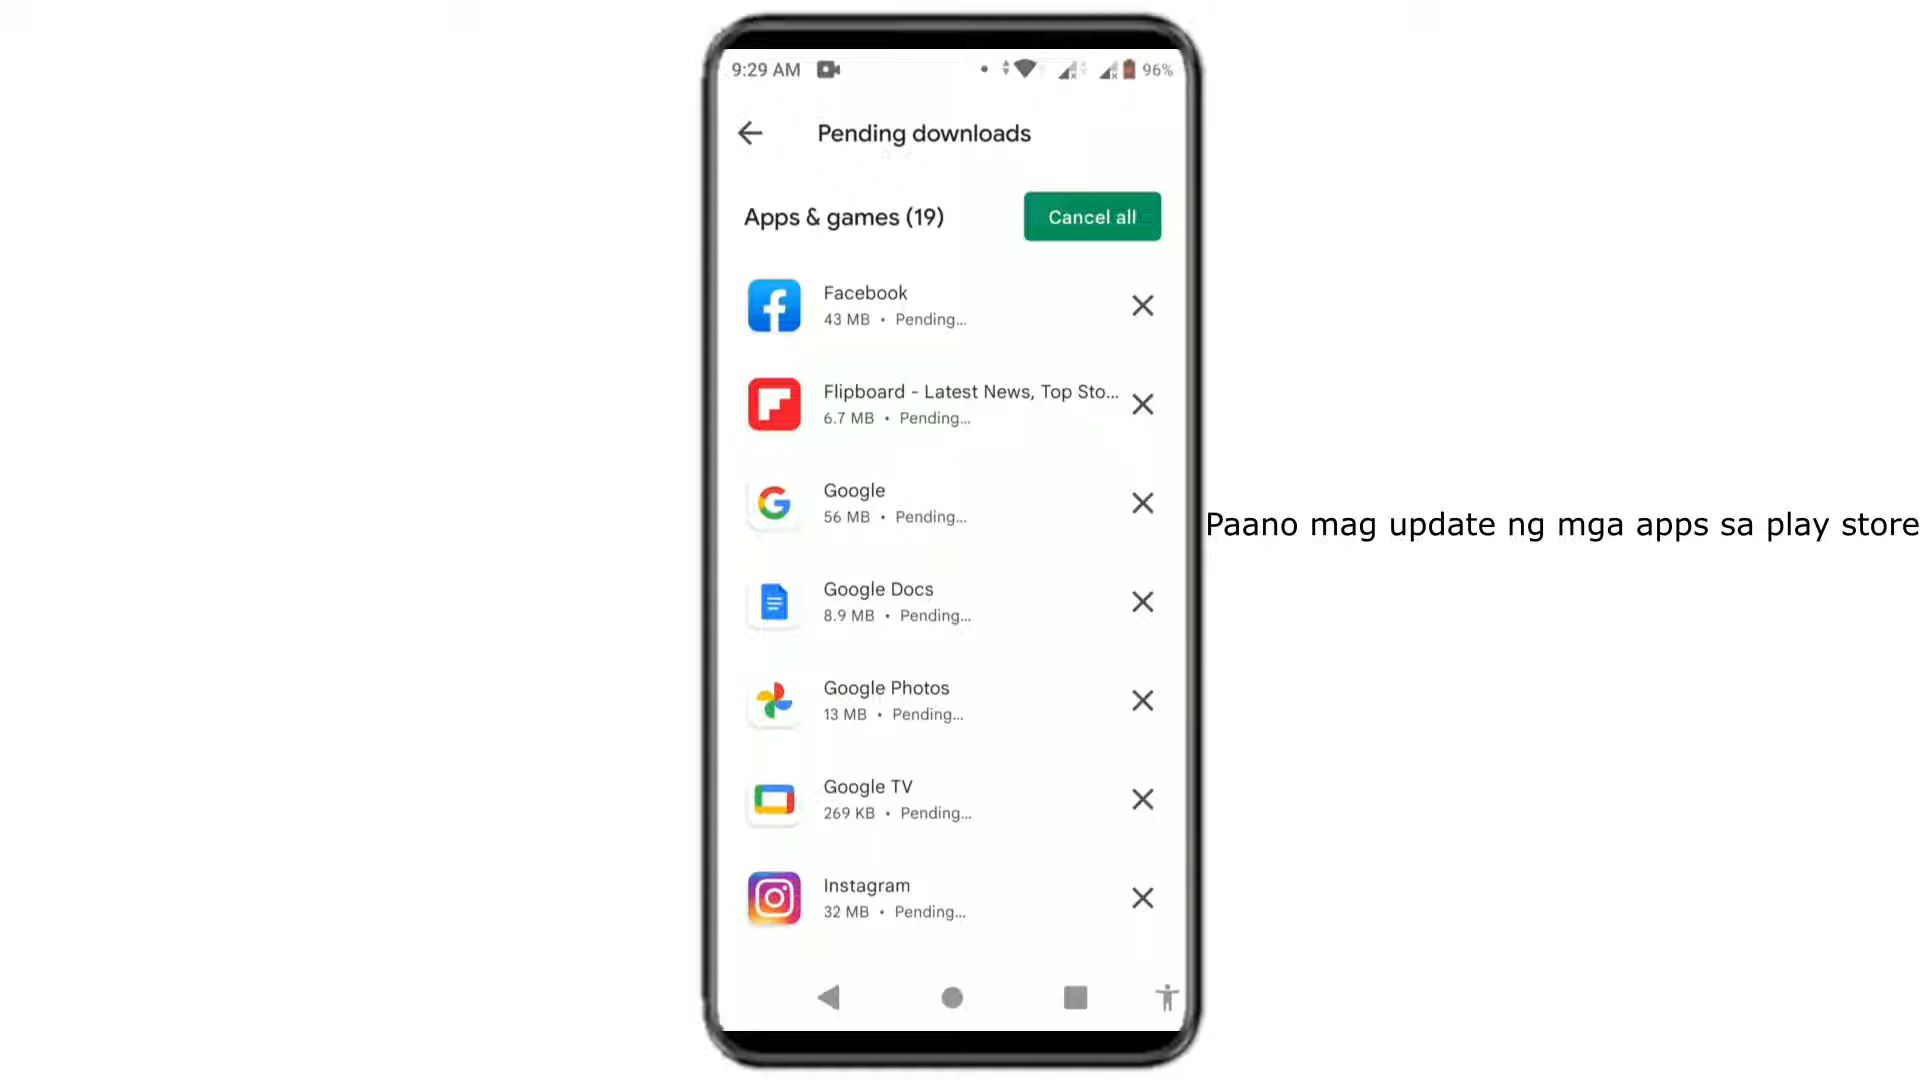 9:29 AM
96%
Pending downloads
Apps & games (19)
Cancel all
Facebook
43 MB • Pending...
Flipboard - Latest News, Top Sto...
6.7 MB • Pending...
Google
56 MB • Pending...
Paano mag update ng mga apps sa play store
Google Docs
8.9 MB • Pending...
Google Photos
13 MB • Pending...
Google TV
269 KB • Pending...
Instagram
32 MB • Pending...